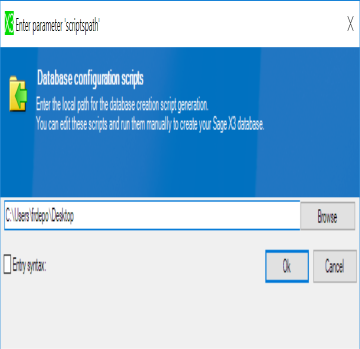 X3 Enter parameter 'scriptspath'
Database configuration scripts
Enter the local path for the database creation script generation.
You can edit these scripts and run them manually to create your Sage X3 database.
C:\Users\frdepo\Desktop
Browse
Entry syntax:
Ok
Cancel